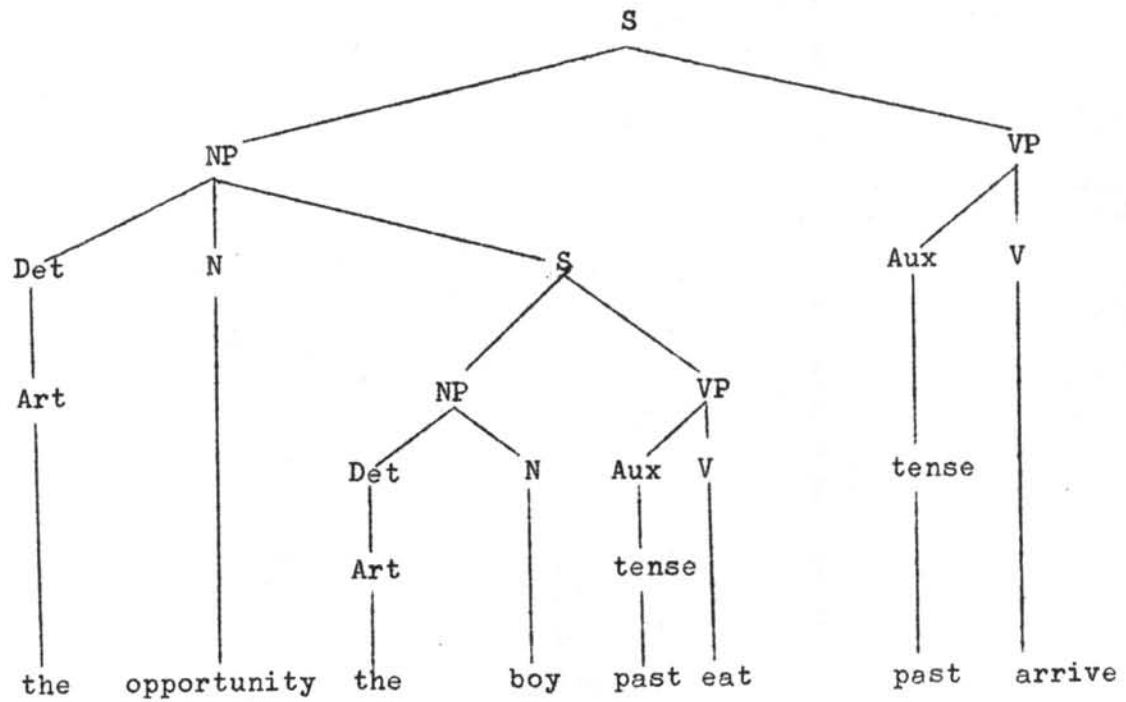 S
NP VP
Det N S Aux V
Art NP VP
Det N Aux V tense
Art tense
the opportunity the boy past eat past arrive